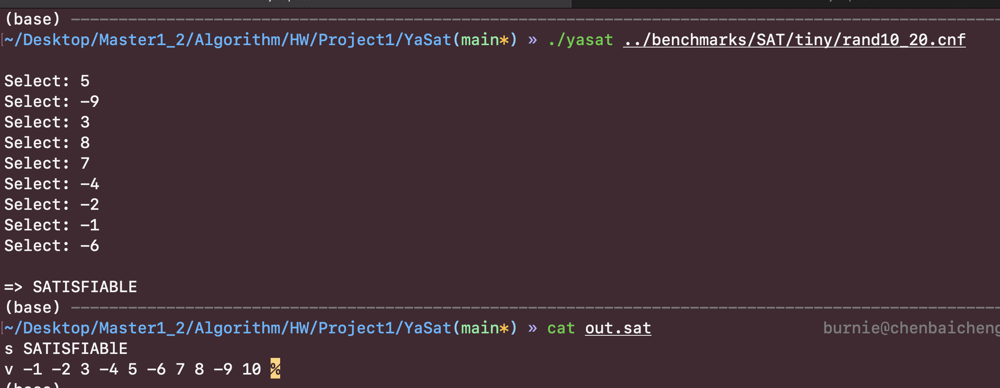 (base)
~/Desktop/Master1_2/Algorithm/HW/Project1/YaSat(main*) » ./yasat ../benchmarks/SAT/tiny/rand10_20.cnf
Select: 5
Select: -9
Select: 3
Select: 8
Select: 7
Select: -4
Select: -2
Select: -1
Select: -6
=> SATISFIABLE
(base)
~/Desktop/Master1_2/Algorithm/HW/Project1/YaSat(main*) » cat out.sat burnie@chenbaicheng
s SATISFIABlE
v -1 -2 3 -4 5 -6 7 8 -9 10 %
(base)